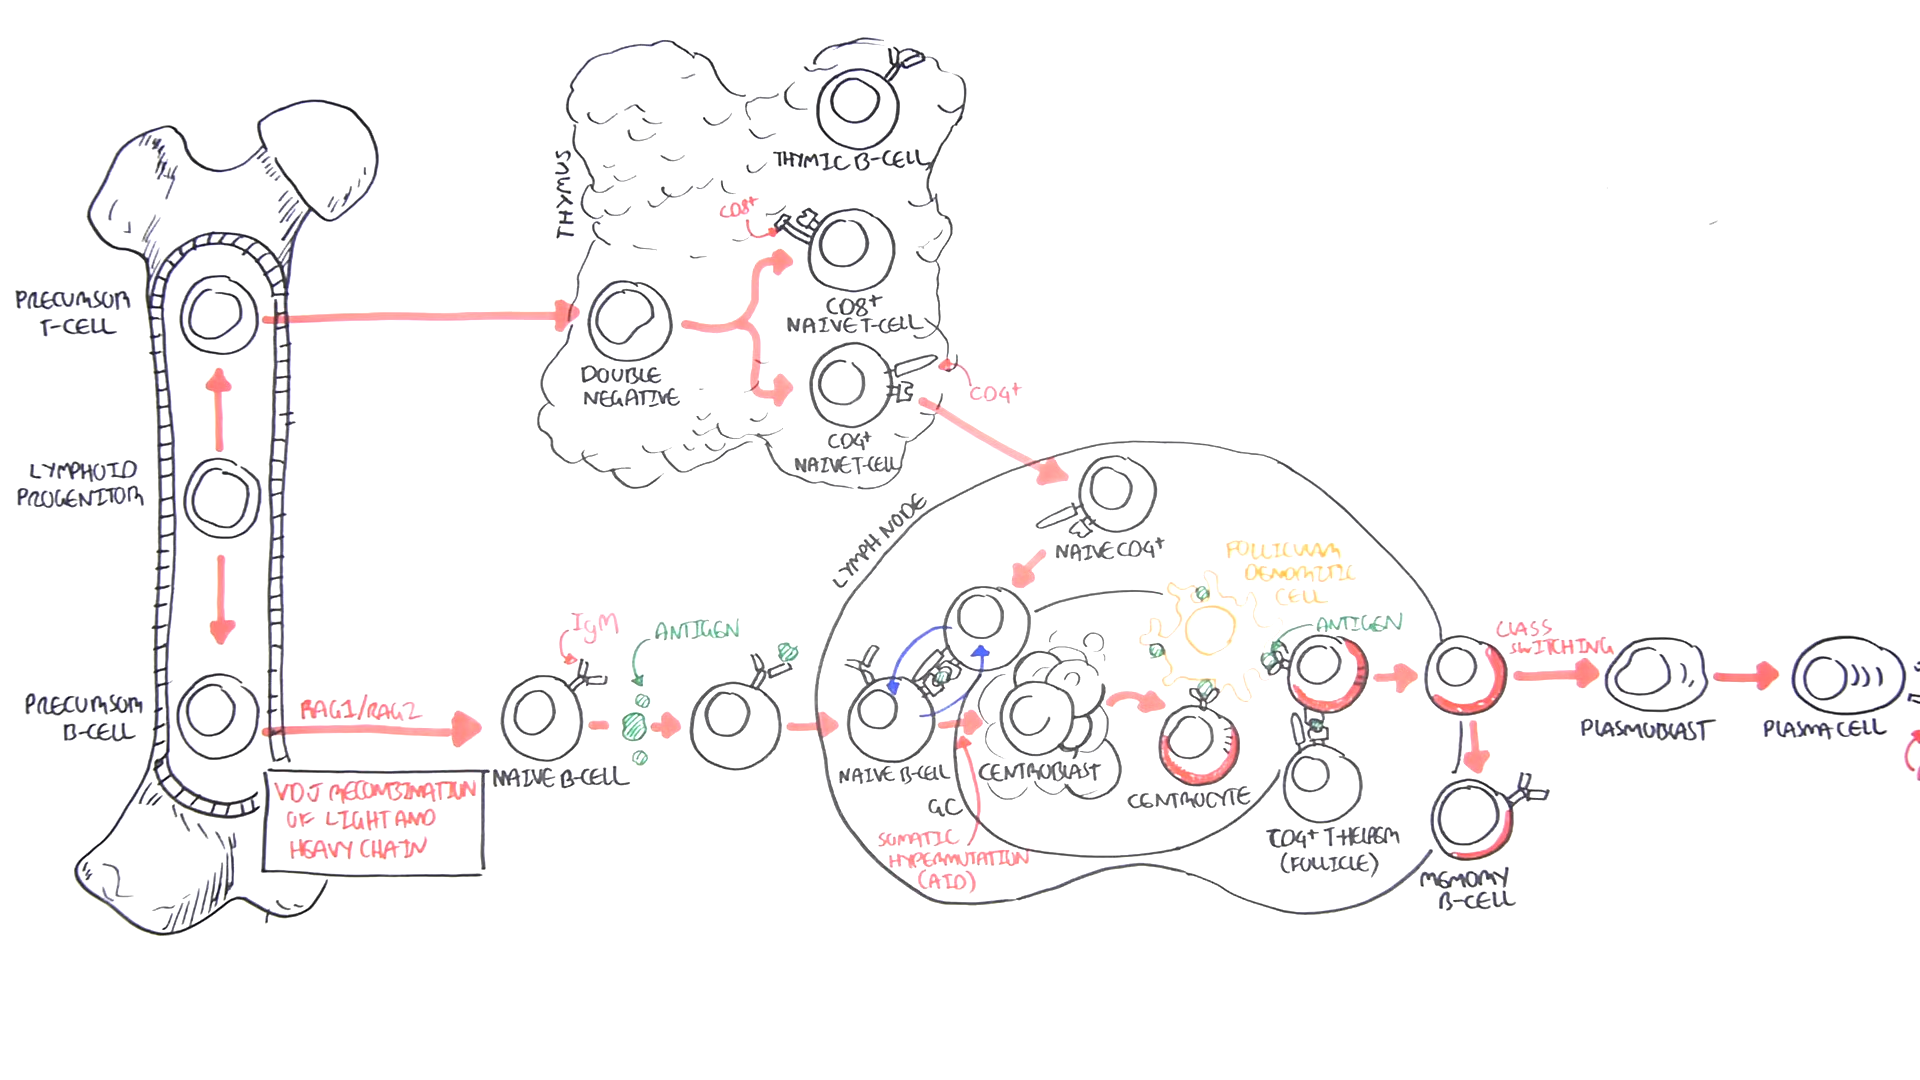 THYMUS
THYMIC B-CELL
CD8+
CD8+
NAIVE T-CELL
DOUBLE
NEGATIVE
CD4+
CD4+
NAIVE T-CELL
PRECURSOR
T-CELL
LYMPHOID
PROGENITOR
PRECURSOR
B-CELL
RAG1/RAG2
VDJ RECOMBINATION
OF LIGHT AND
HEAVY CHAIN
IgM
ANTIGEN
NAIVE B-CELL
LYMPH NODE
NAIVE CD4+
FOLLICULAR
DENDRITIC
CELL
ANTIGEN
NAIVE B-CELL
CENTROBLAST
GC
CENTROCYTE
SOMATIC
HYPERMUTATION
(AID)
CD4+ T HELPER
(FOLLICLE)
CLASS
SWITCHING
PLASMOBLAST
PLASMA CELL
MEMORY
B-CELL